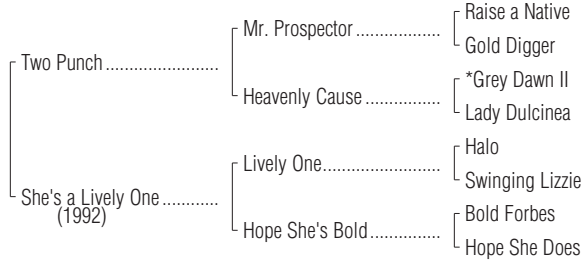 Raise a Native
Mr. Prospector ..................
Gold Digger
Two Punch ........................
*Grey Dawn II
Heavenly Cause ................
Lady Dulcinea
Halo
Lively One.........................
Swinging Lizzie
She's a Lively One ............
(1992)
Bold Forbes
Hope She's Bold ...............
Hope She Does